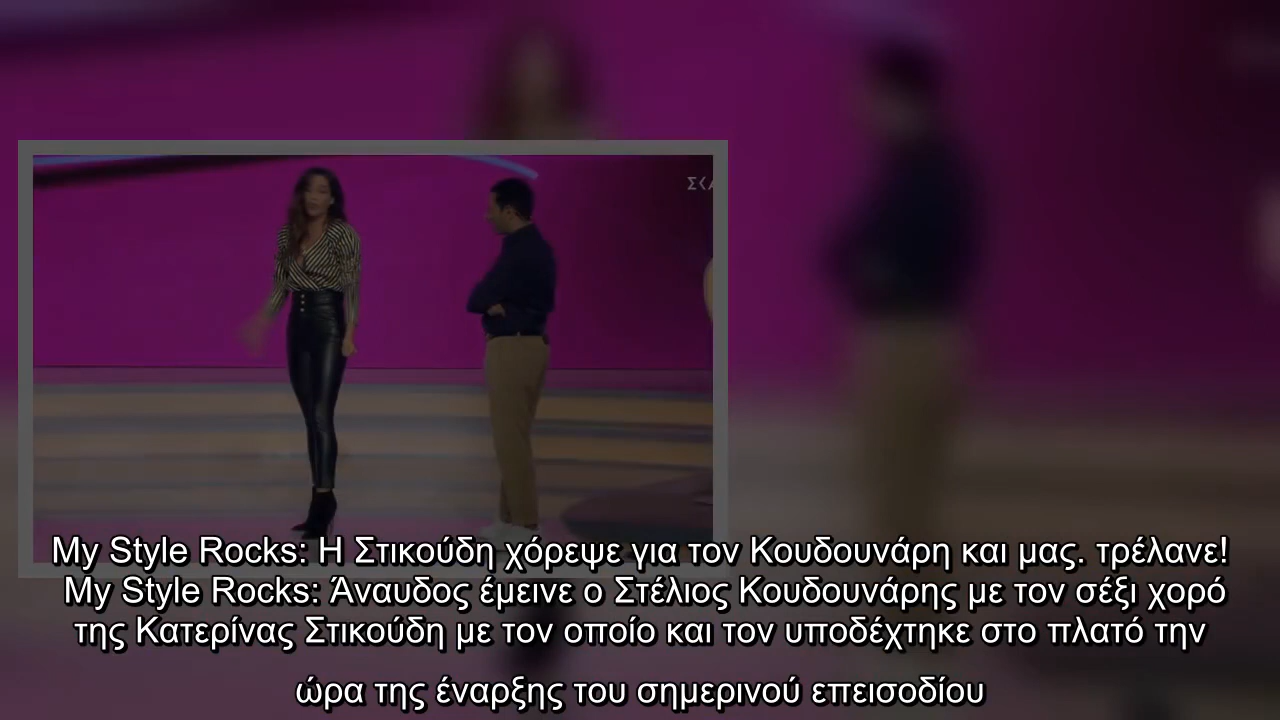 ΣΚΑ
My Style Rocks: Η Στικούδη χόρεψε για τον Κουδουνάρη και μας. τρέλανε!
My Style Rocks: Άναυδος έμεινε ο Στέλιος Κουδουνάρης με τον σέξι χορό
της Κατερίνας Στικούδη με τον οποίο και τον υποδέχτηκε στο πλατό την
ώρα της έναρξης του σημερινού επεισοδίου